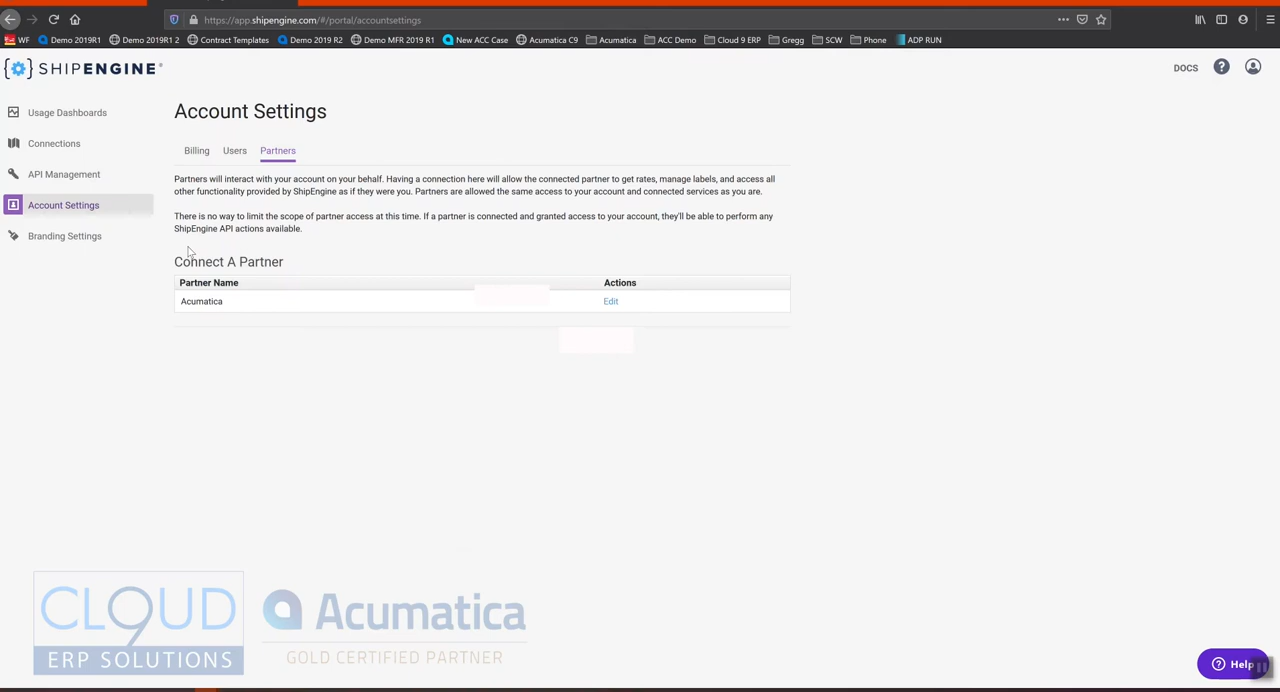 https://app.shipengine.com/#/portal/accountsettings
WF Demo 2019R1 Demo 2019R1 2 Contract Templates Demo 2019 R2 Demo MFR 2019 R1 New ACC Case Acumatica C9 Acumatica ACC Demo Cloud 9 ERP Gregg SCW Phone ADP RUN
SHIPENGINE®
DOCS ?
Usage Dashboards
Connections
API Management
Account Settings
Branding Settings
Account Settings
Billing Users Partners
Partners will interact with your account on your behalf. Having a connection here will allow the connected partner to get rates, manage labels, and access all
other functionality provided by ShipEngine as if they were you. Partners are allowed the same access to your account and connected services as you are.
There is no way to limit the scope of partner access at this time. If a partner is connected and granted access to your account, they'll be able to perform any
ShipEngine API actions available.
Connect A Partner
Partner Name Actions
Acumatica Edit
CLOUD 9
ERP SOLUTIONS
Acumatica
GOLD CERTIFIED PARTNER
? Help